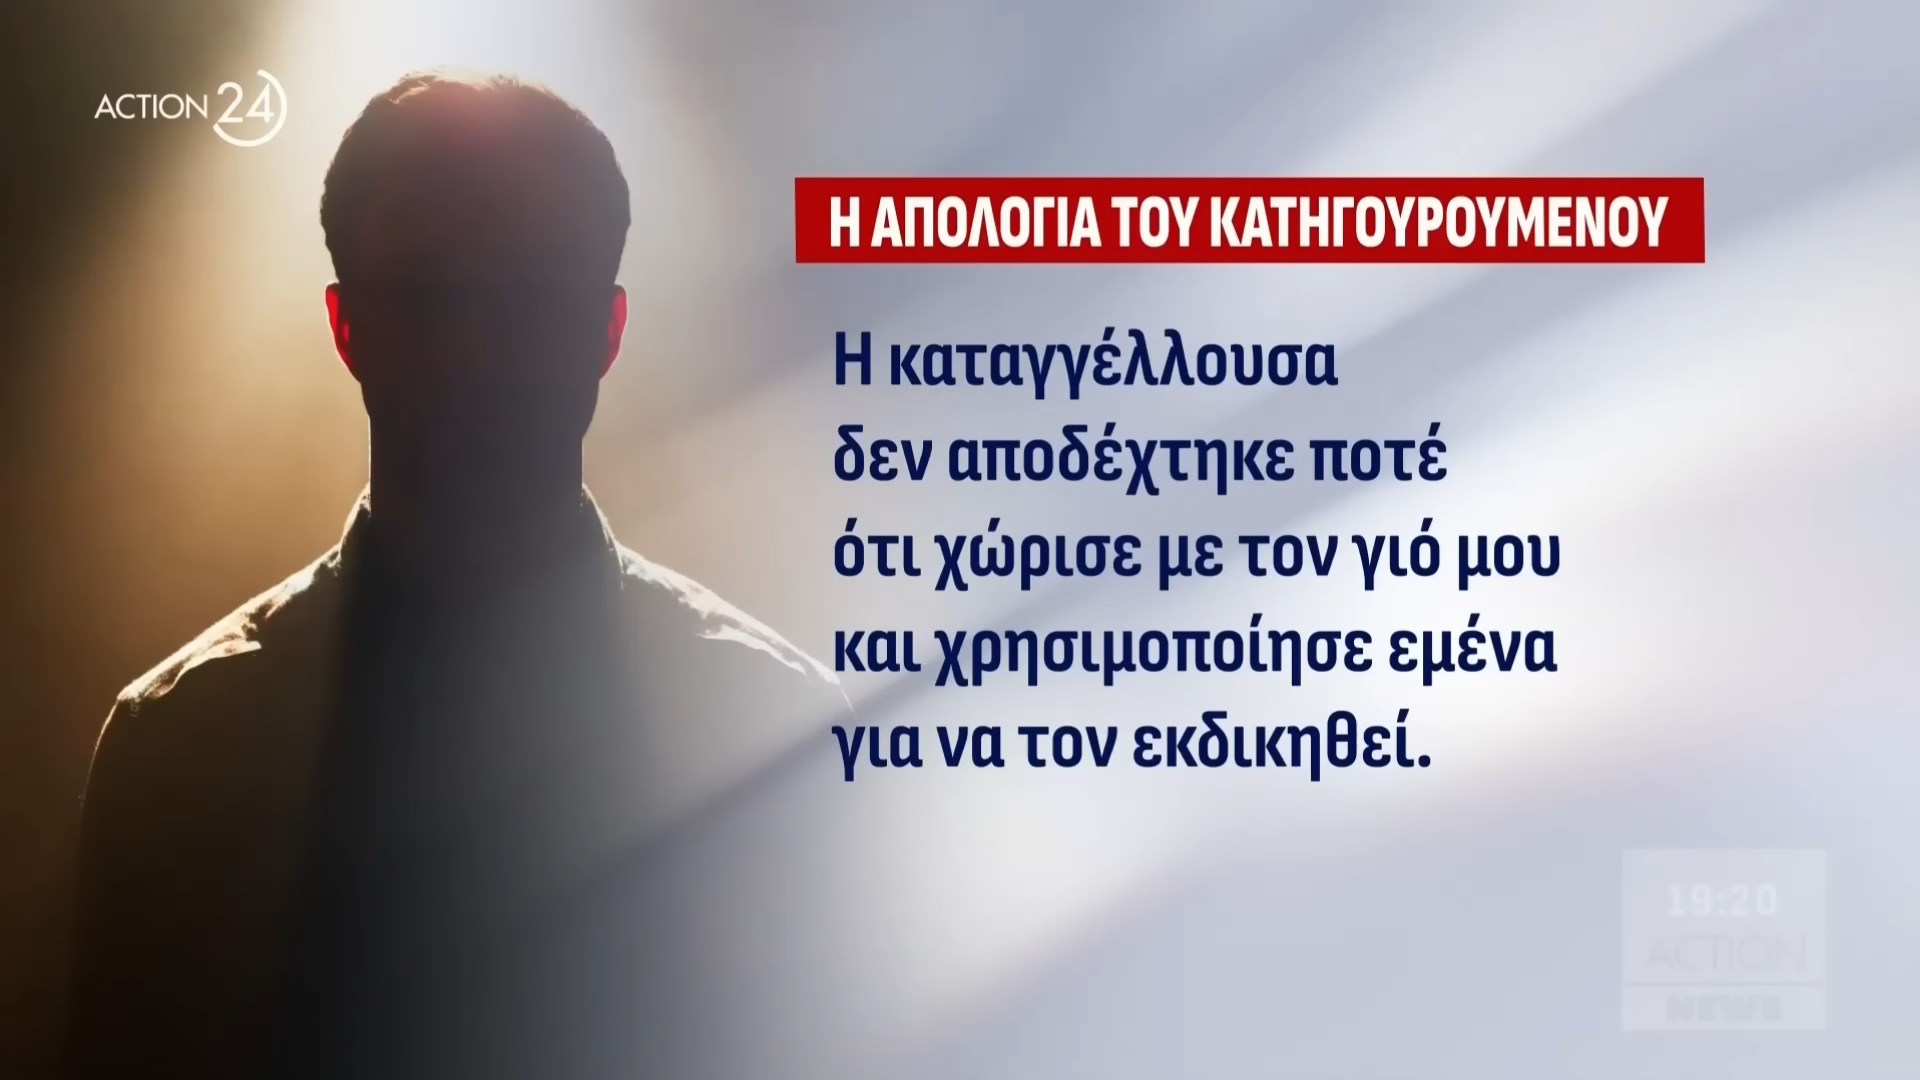 ACTION 24
Η ΑΠΟΛΟΓΙΑ ΤΟΥ ΚΑΤΗΓΟΥΡΟΥΜΕΝΟΥ
Η καταγγέλλουσα
δεν αποδέχτηκε ποτέ
ότι χώρισε με τον γιό μου
και χρησιμοποίησε εμένα
για να τον εκδικηθεί.
19:20
ACTION
NEWS